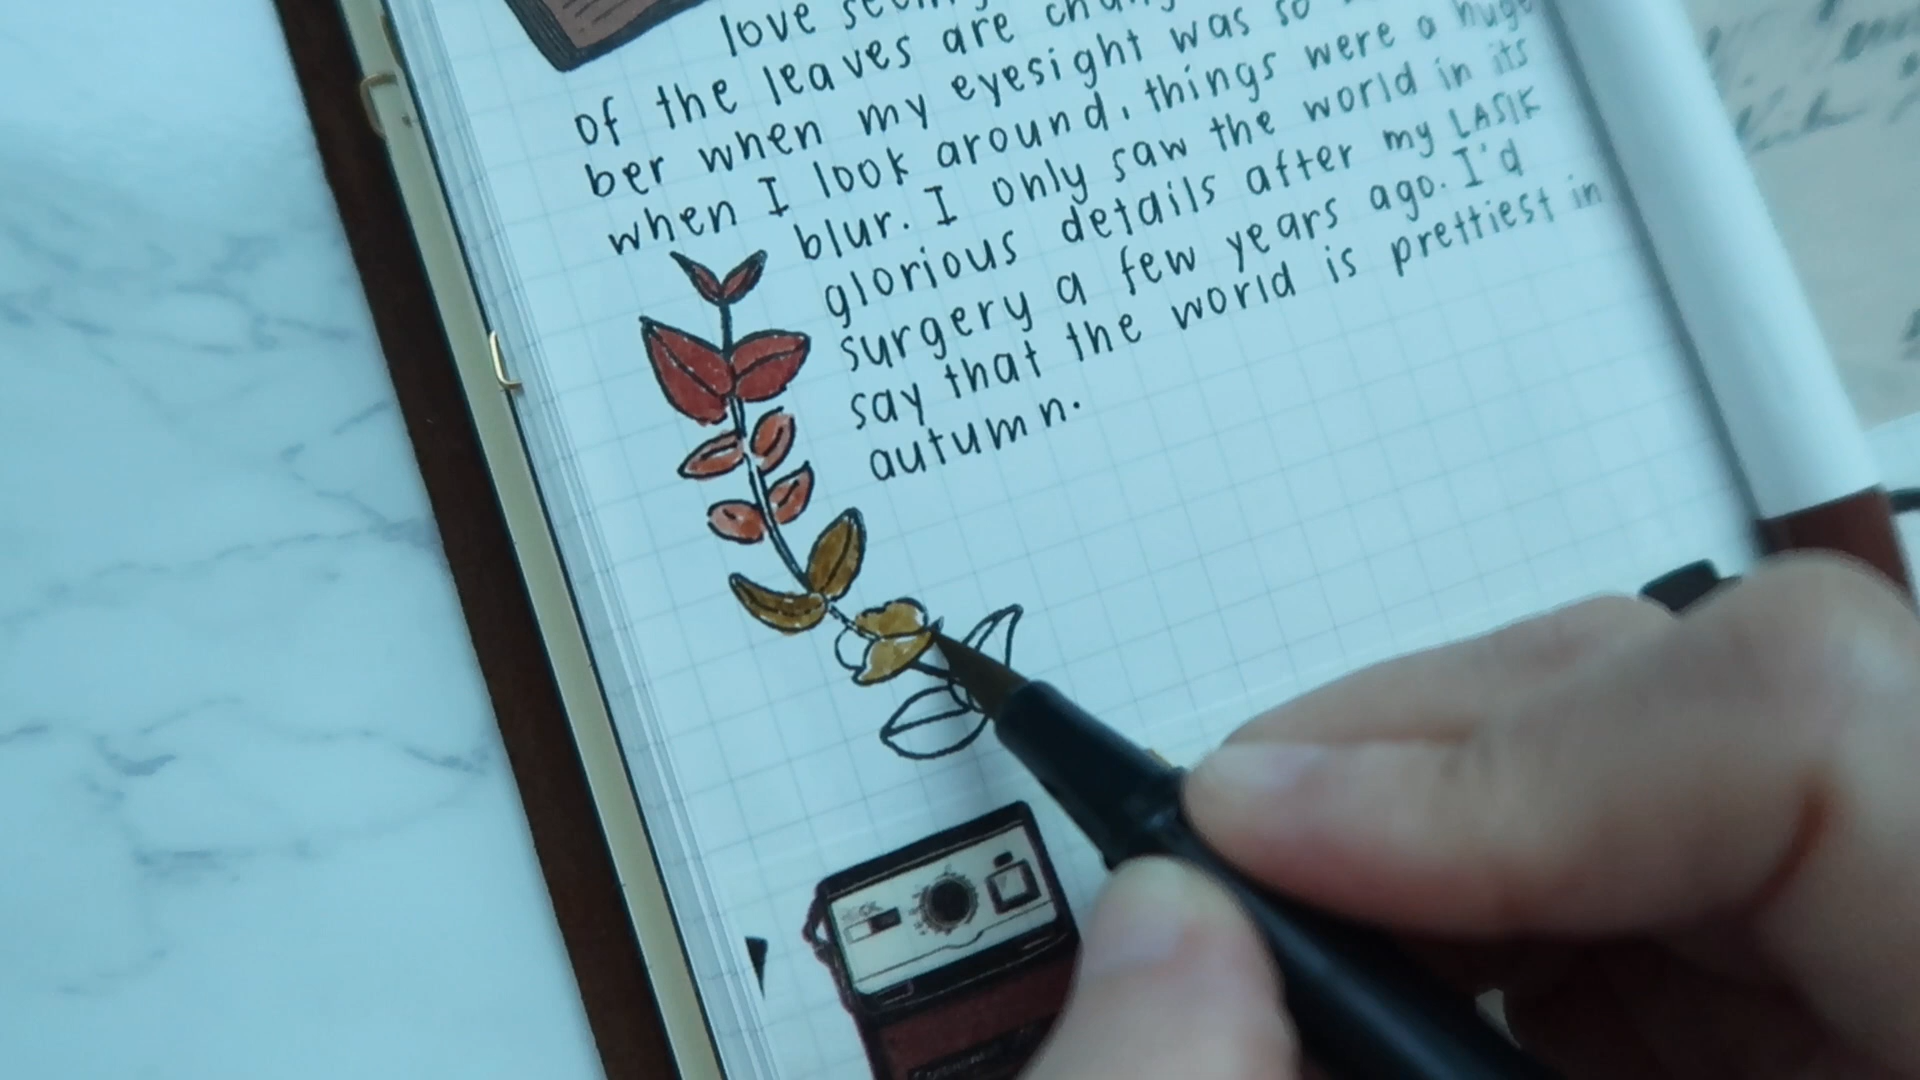 love
of the leaves are
ber when my eyesight was so
when I look around, things were a huge
blur. I only saw the world in its
glorious details after my LASIK
surgery a few years ago. I'd
say that the world is prettiest in
autumn.